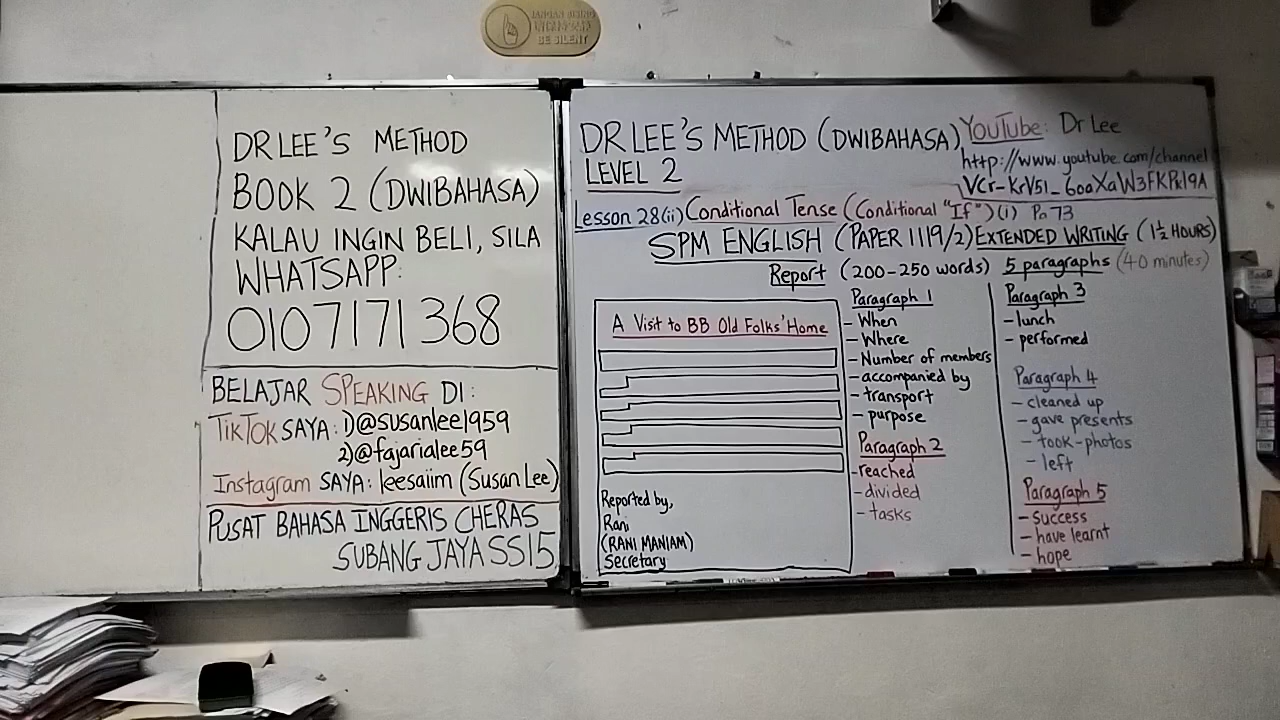 JANGAN BISING
BE SILENT
DR LEE'S METHOD
BOOK 2 (DWIBAHASA)
KALAU INGIN BELI, SILA
WHATSAPP:
0107171368
BELAJAR SPEAKING DI:
TikTok SAYA: 1)@susanlee1959
2)@fajarialee59
Instagram SAYA: leesaiim (Susan Lee)
PUSAT BAHASA INGGERIS CHERAS
SUBANG JAYA SS15
DR LEE'S METHOD (DWIBAHASA)
LEVEL 2
YouTube: Dr Lee
http://www.youtube.com/channel
Lesson 28(ii) Conditional Tense (Conditional "If") (i) Pg 73
SPM ENGLISH (PAPER 1119/2) EXTENDED WRITING (1½ HOURS)
Report (200-250 words) 5 paragraphs (40 minutes)
A Visit to BB Old Folks' Home
Reported by,
Rani
(RANI MANIAM)
Secretary
Paragraph 1
- When
- Where
- Number of members
- accompanied by
- transport
- purpose
Paragraph 2
- reached
- divided
- tasks
Paragraph 3
- lunch
- performed
Paragraph 4
- cleaned up
- gave presents
- took-photos
- left
Paragraph 5
- success
- have learnt
- hope